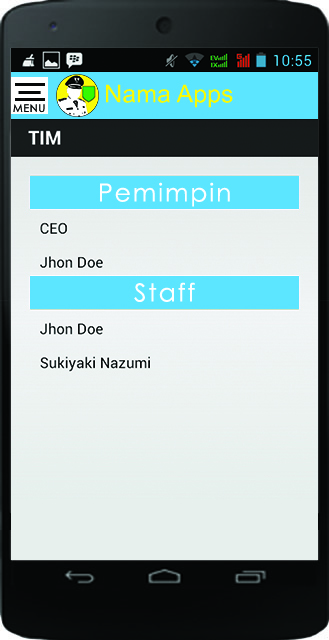 10:55
MENU
Nama Apps
TIM
Pemimpin
CEO
Jhon Doe
Staff
Jhon Doe
Sukiyaki Nazumi